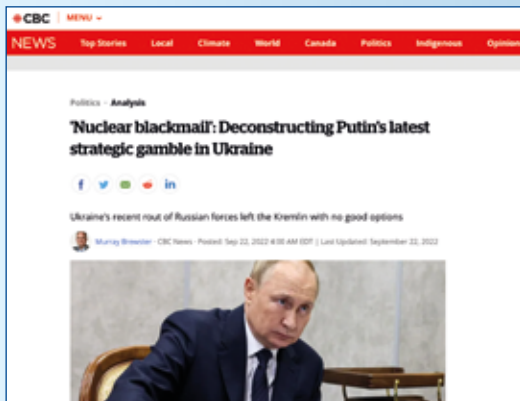 CBC MENU
NEWS Top Stories Local Climate World Canada Politics Indigenous Opinion
Politics · Analysis
'Nuclear blackmail': Deconstructing Putin's latest
strategic gamble in Ukraine
Ukraine's recent rout of Russian forces left the Kremlin with no good options
Murray Brewster · CBC News · Posted: Sep 22, 2022 4:00 AM EDT | Last Updated: September 22, 2022